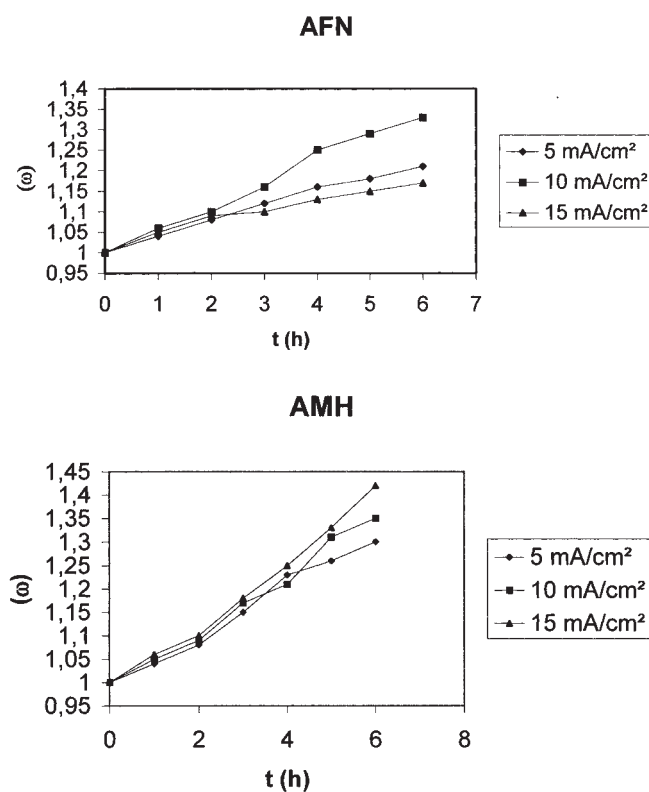 AFN
1,4
1,35
1,3
1,25
1,2
1,15
1,1
1,05
1
0,95
(ω)
0 1 2 3 4 5 6 7
t (h)
5 mA/cm²
10 mA/cm²
15 mA/cm²
AMH
1,45
1,4
1,35
1,3
1,25
1,2
1,15
1,1
1,05
1
0,95
(ω)
0 2 4 6 8
t (h)
5 mA/cm²
10 mA/cm²
15 mA/cm²